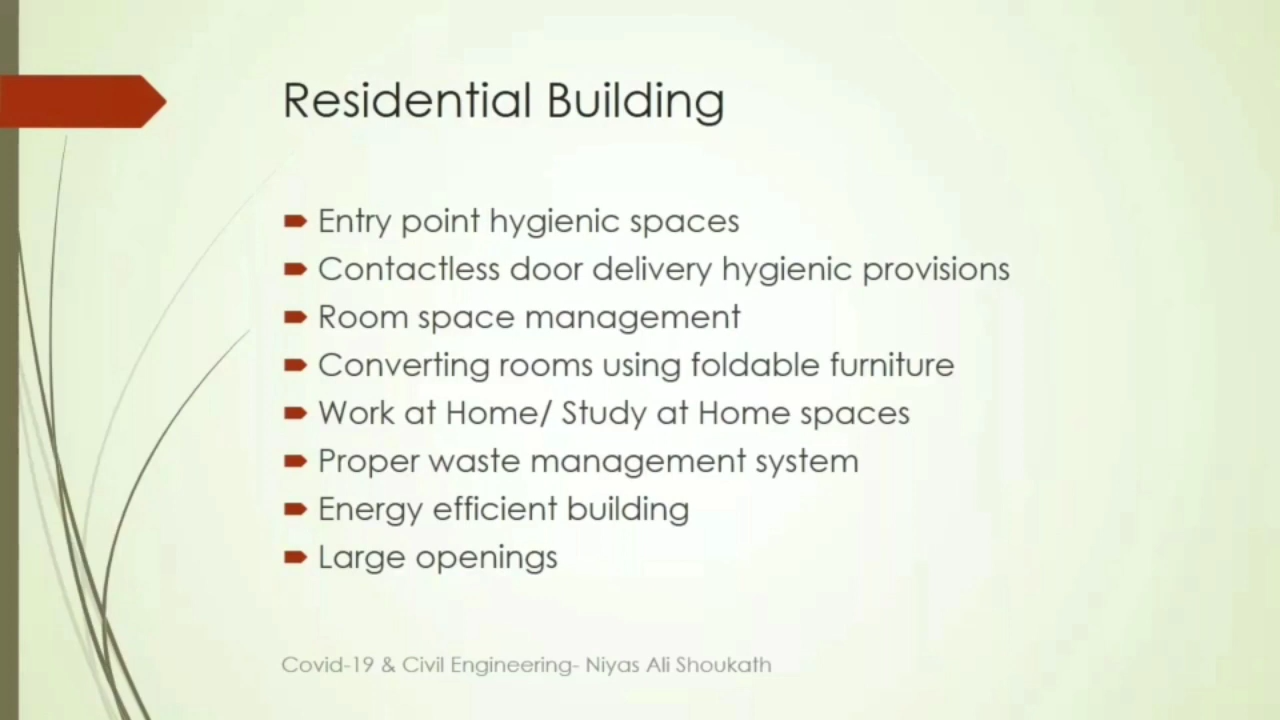 Residential Building
Entry point hygienic spaces
Contactless door delivery hygienic provisions
Room space management
Converting rooms using foldable furniture
Work at Home/ Study at Home spaces
Proper waste management system
Energy efficient building
Large openings
Covid-19 & Civil Engineering- Niyas Ali Shoukath